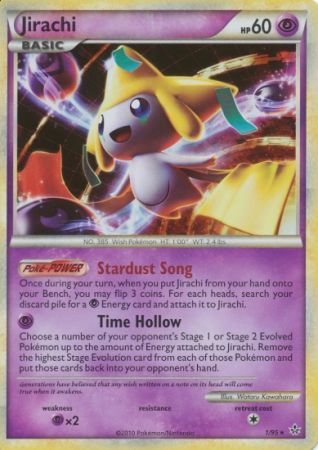 Jirachi
HP60
BASIC
NO. 385 Wish Pokémon HT: 1'00" WT: 2.4 lbs.
Poké-POWER Stardust Song
Once during your turn, when you put Jirachi from your hand onto
your Bench, you may flip 3 coins. For each heads, search your
discard pile for a Energy card and attach it to Jirachi.
Time Hollow
Choose a number of your opponent's Stage 1 or Stage 2 Evolved
Pokémon up to the amount of Energy attached to Jirachi. Remove
the highest Stage Evolution card from each of those Pokémon and
put those cards back into your opponent's hand.
Generations have believed that any wish written on a note on its head will come
true when it awakens.
Illus. Wataru Kawahara
weakness resistance retreat cost
×2
©2010 Pokémon/Nintendo
1/95 ★